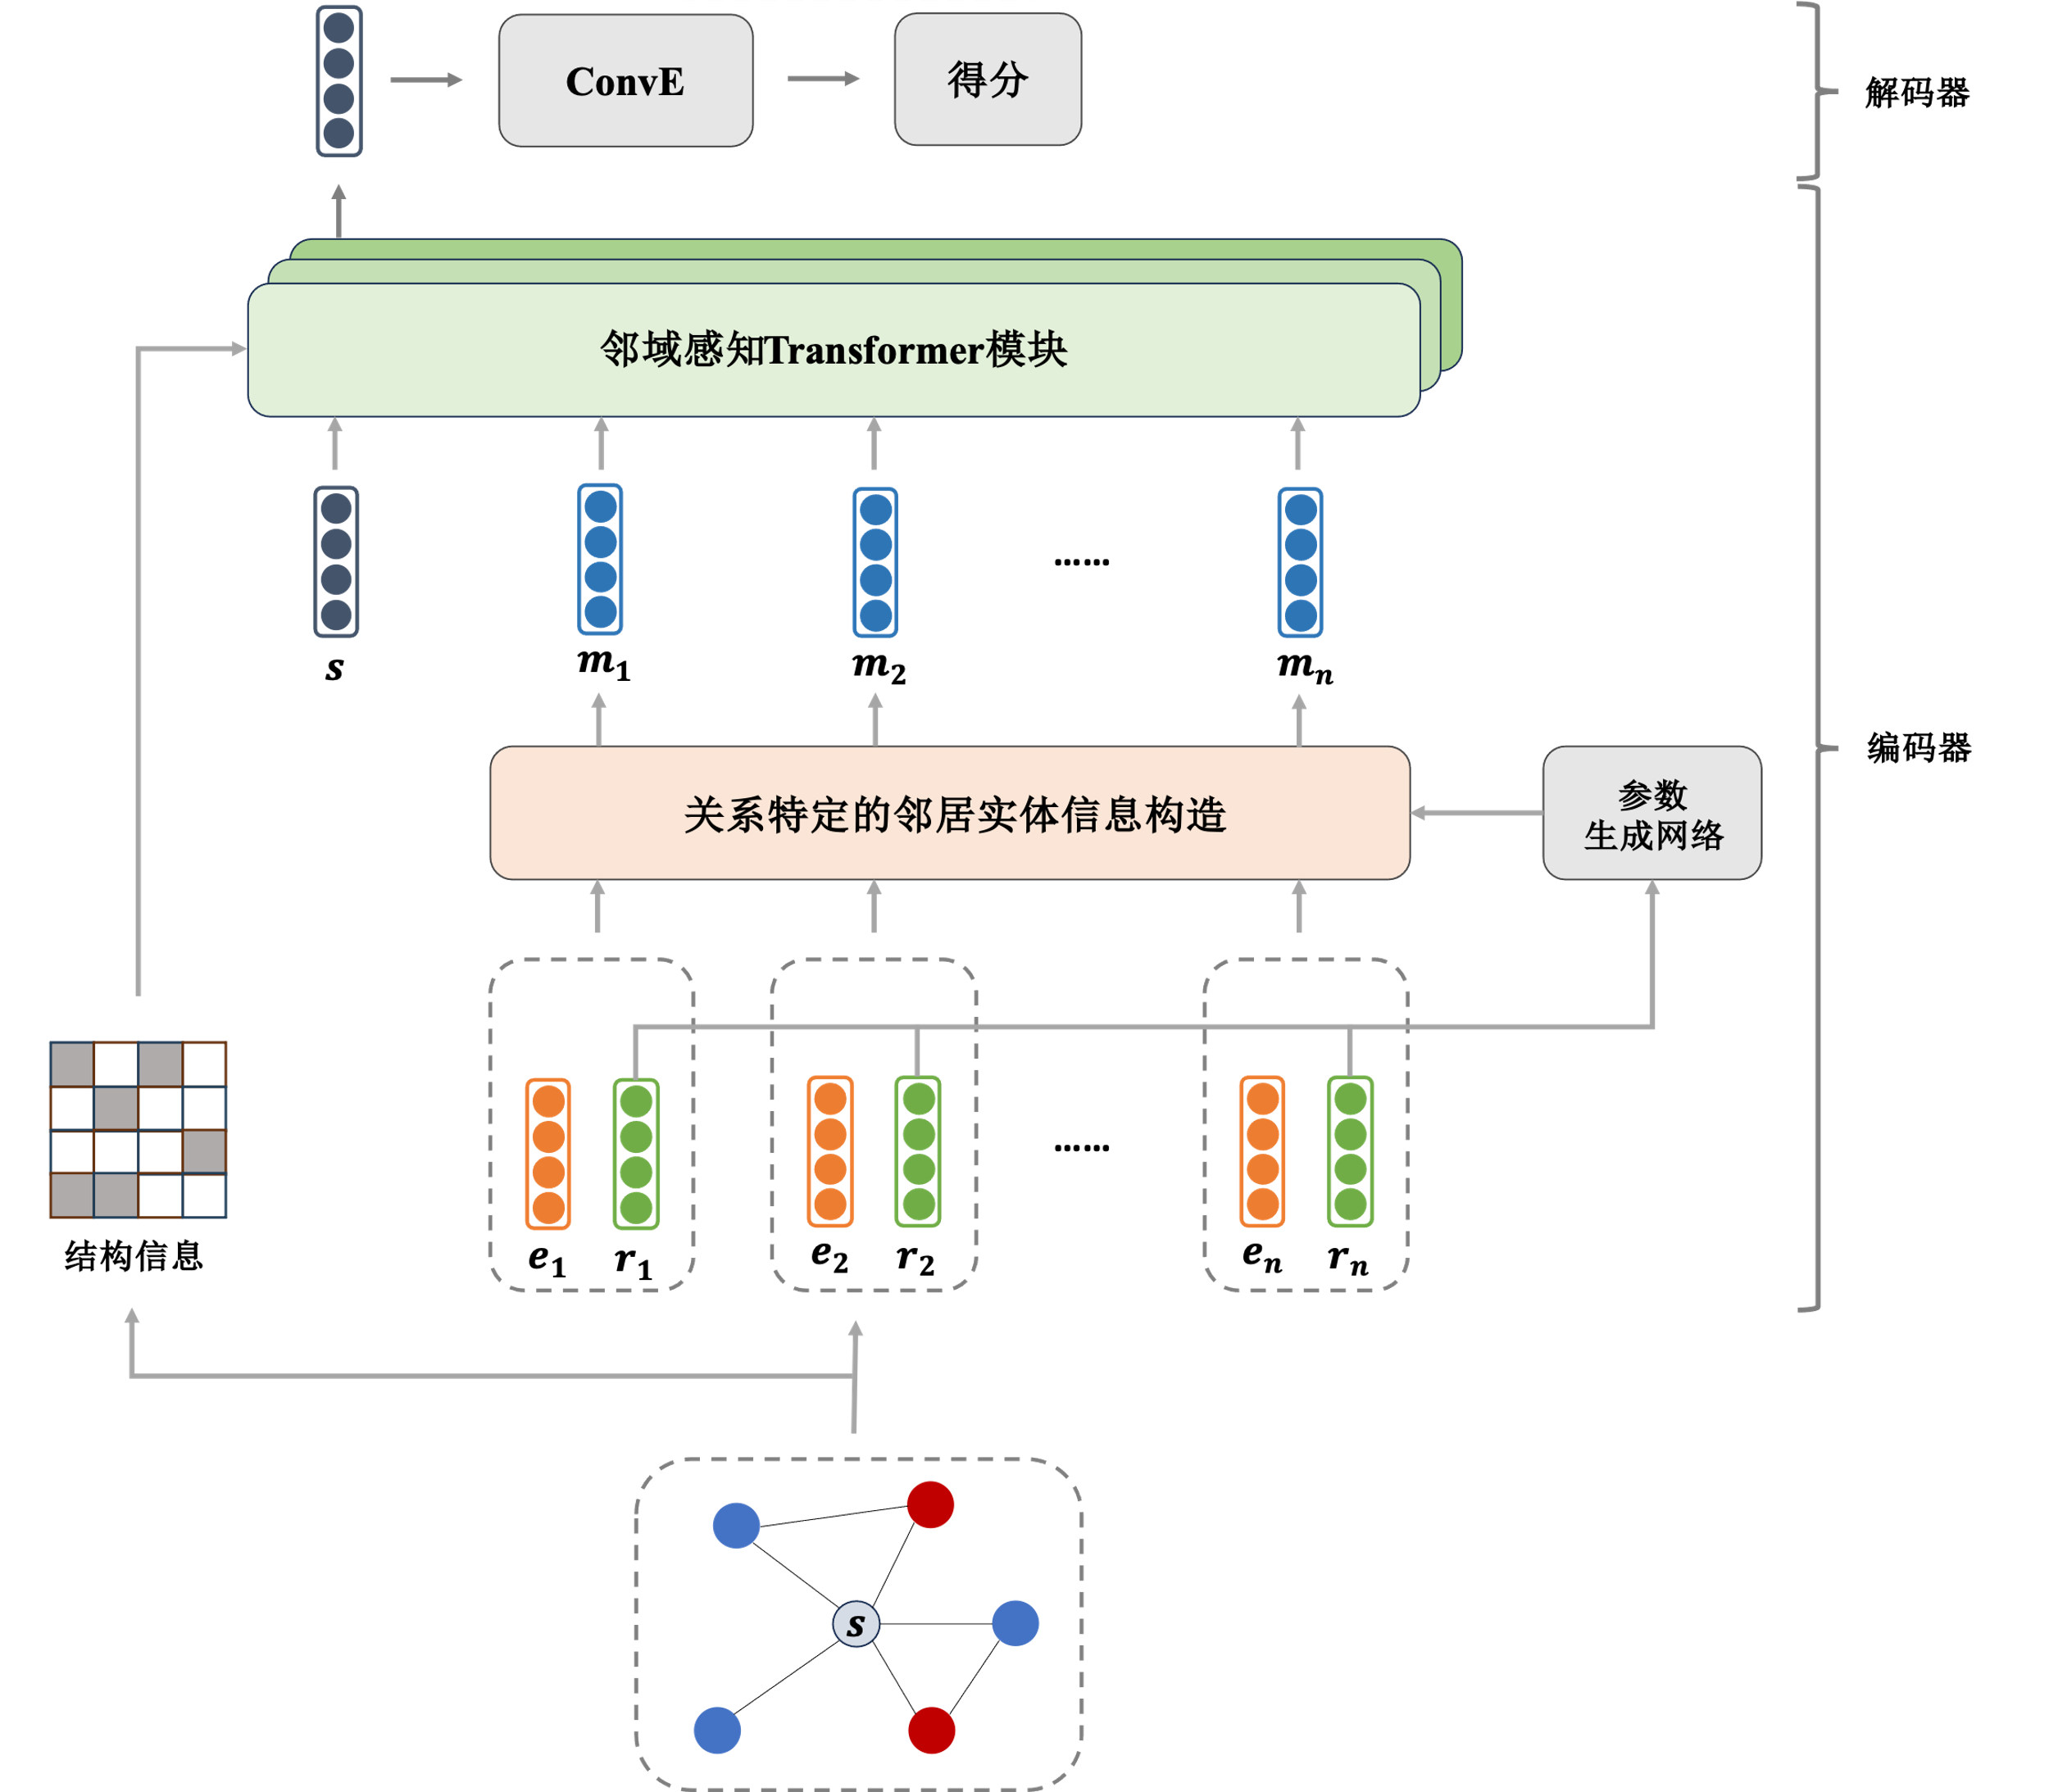 ConvE
得分
解码器
邻域感知Transformer模块
……
s
m1
m2
mn
编码器
关系特定的邻居实体信息构造
参数
生成网络
……
结构信息
e1
r1
e2
r2
en
rn
s